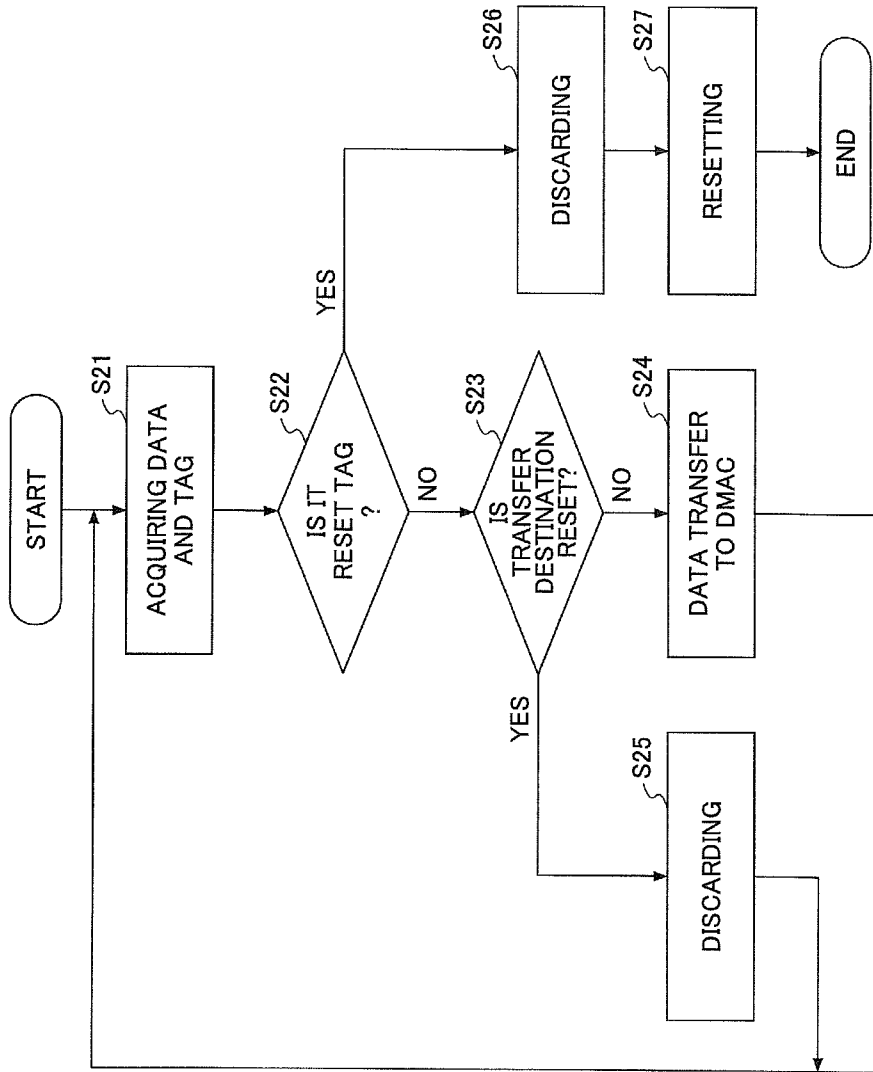 START
S21
ACQUIRING DATA
AND TAG
S22
IS IT
RESET TAG
?
YES
NO
S23
IS
TRANSFER
DESTINATION
RESET?
YES
NO
S24
DATA TRANSFER
TO DMAC
S25
DISCARDING
S26
DISCARDING
S27
RESETTING
END